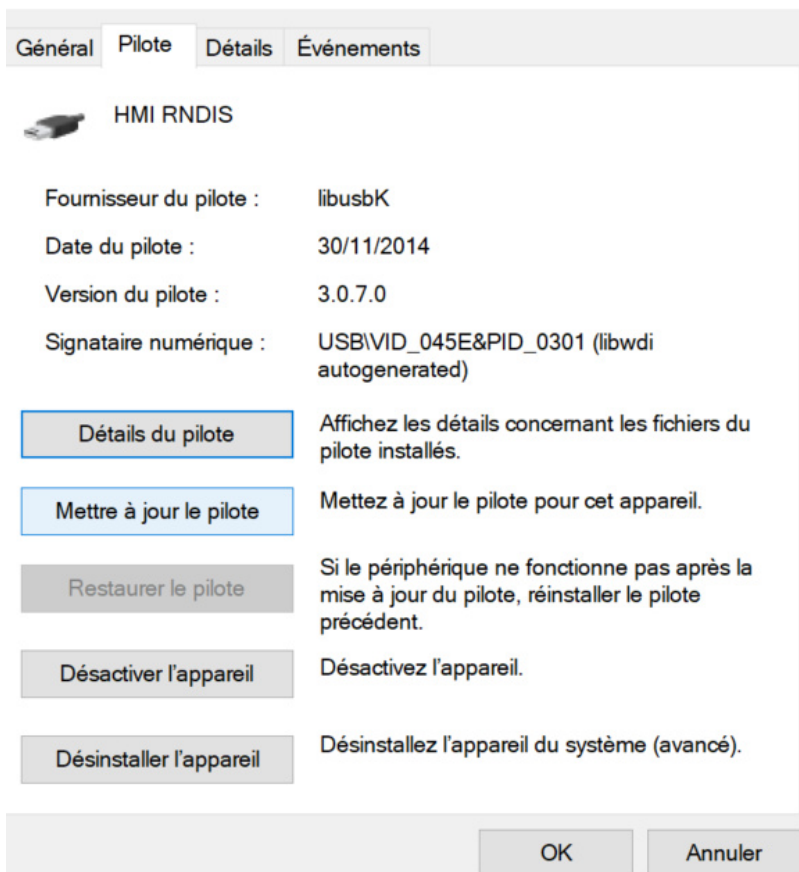 Général Pilote Détails Événements
HMI RNDIS
Fournisseur du pilote : libusbK
Date du pilote : 30/11/2014
Version du pilote : 3.0.7.0
Signataire numérique : USB\VID_045E&PID_0301 (libwdi
autogenerated)
Détails du pilote
Affichez les détails concernant les fichiers du
pilote installés.
Mettre à jour le pilote
Mettez à jour le pilote pour cet appareil.
Restaurer le pilote
Si le périphérique ne fonctionne pas après la
mise à jour du pilote, réinstaller le pilote
précédent.
Désactiver l'appareil
Désactivez l'appareil.
Désinstaller l'appareil
Désinstallez l'appareil du système (avancé).
OK Annuler